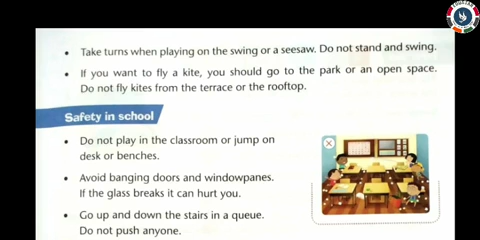 • Take turns when playing on the swing or a seesaw. Do not stand and swing.
• If you want to fly a kite, you should go to the park or an open space.
Do not fly kites from the terrace or the rooftop.
Safety in school
• Do not play in the classroom or jump on
desk or benches.
• Avoid banging doors and windowpanes.
If the glass breaks it can hurt you.
• Go up and down the stairs in a queue.
Do not push anyone.